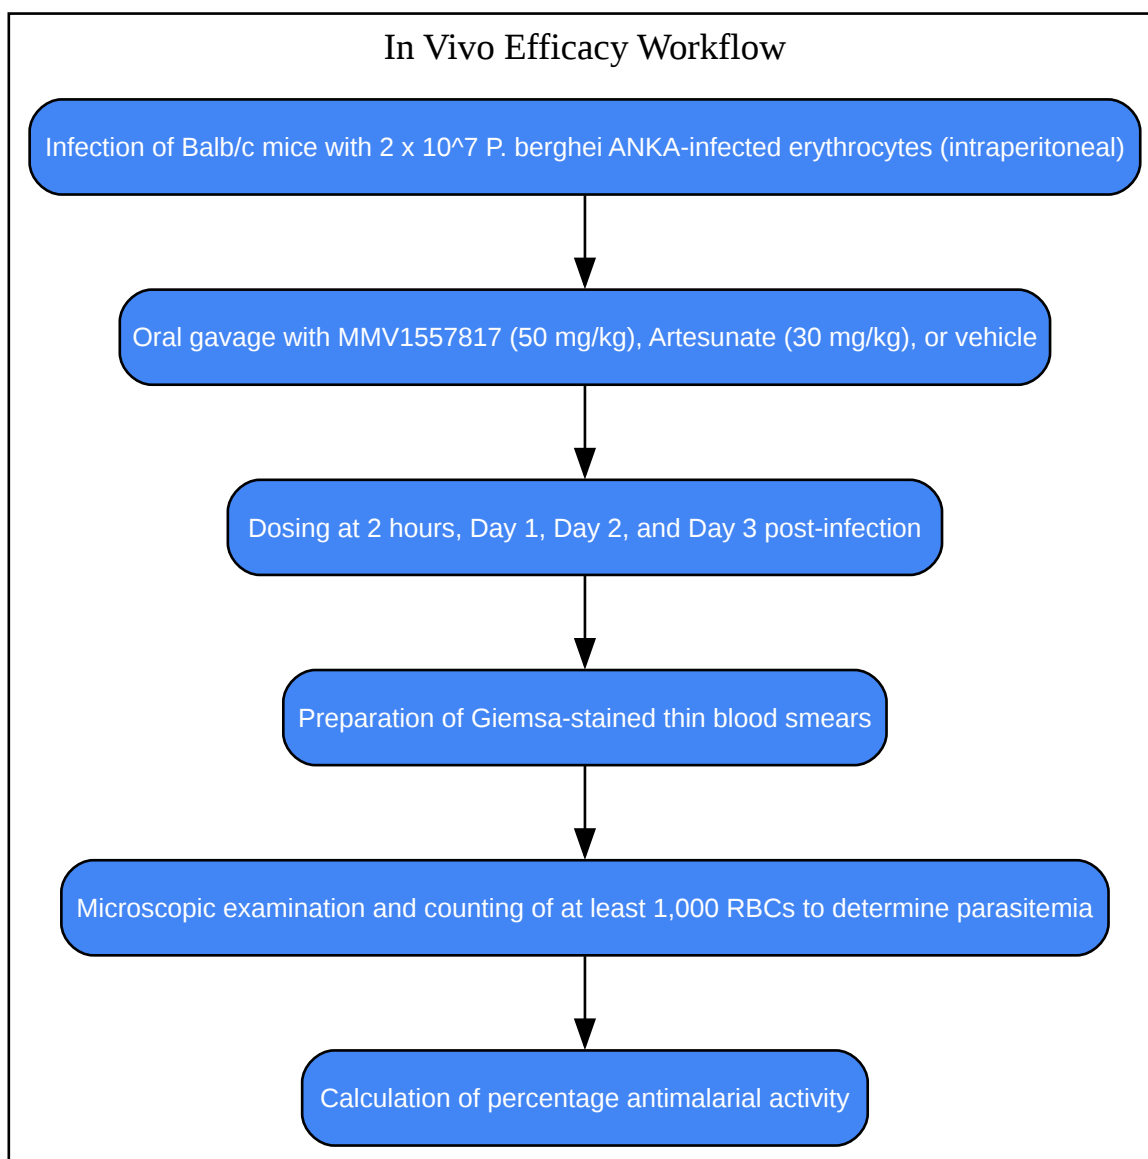 In Vivo Efficacy Workflow
Infection of Balb/c mice with 2 x 10^7 P. berghei ANKA-infected erythrocytes (intraperitoneal)
Oral gavage with MMV1557817 (50 mg/kg), Artesunate (30 mg/kg), or vehicle
Dosing at 2 hours, Day 1, Day 2, and Day 3 post-infection
Preparation of Giemsa-stained thin blood smears
Microscopic examination and counting of at least 1,000 RBCs to determine parasitemia
Calculation of percentage antimalarial activity